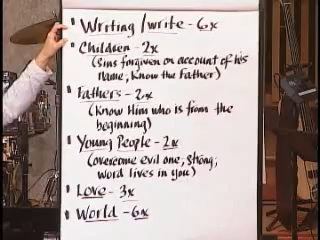 Writing/write - 6x
Children - 2x
(Sins forgiven on account of his
name, Know the Father)
Fathers - 2x
(Know Him who is from the
beginning)
Young People - 2x
(overcome evil one, strong,
word lives in you)
Love - 3x
World - 6x